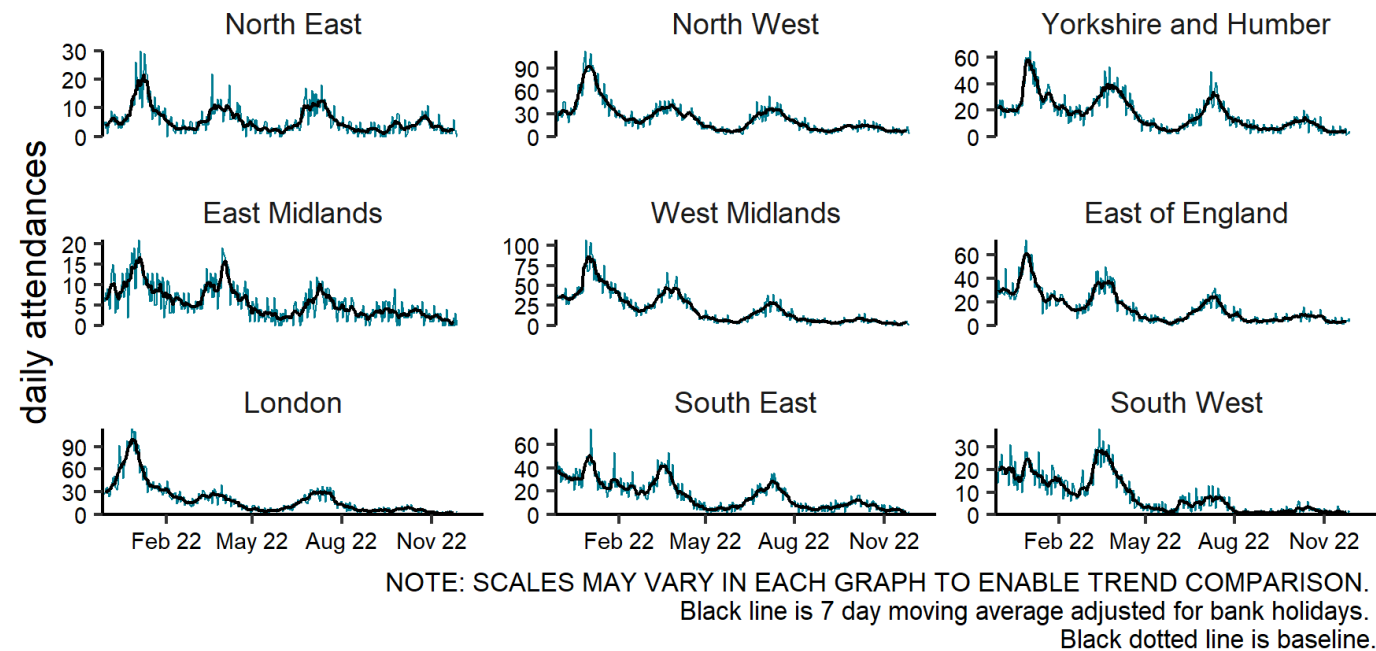 daily attendances
North East
30
20
10
0
North West
90
60
30
0
Yorkshire and Humber
60
40
20
0
East Midlands
20
15
10
5
0
West Midlands
100
75
50
25
0
East of England
60
40
20
0
London
90
60
30
0
Feb 22 May 22 Aug 22 Nov 22
South East
60
40
20
0
Feb 22 May 22 Aug 22 Nov 22
South West
30
20
10
0
Feb 22 May 22 Aug 22 Nov 22
NOTE: SCALES MAY VARY IN EACH GRAPH TO ENABLE TREND COMPARISON.
Black line is 7 day moving average adjusted for bank holidays.
Black dotted line is baseline.